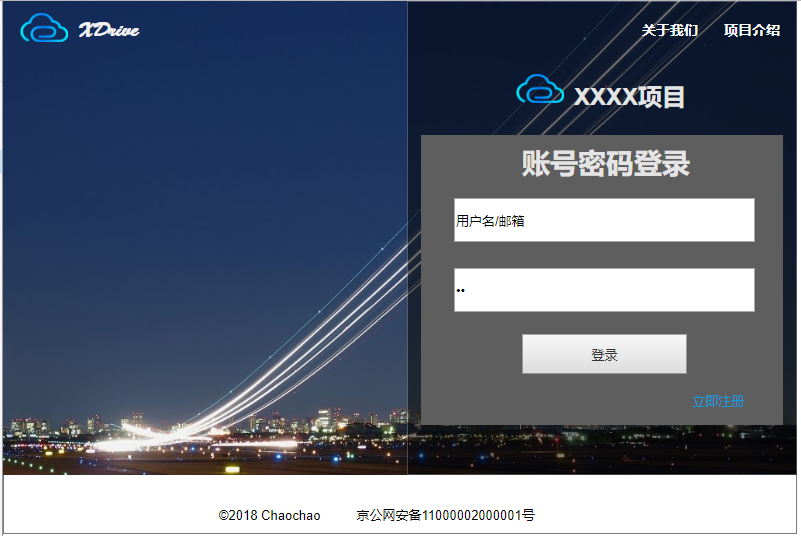 XDrive 关于我们 项目介绍
XXXX项目
账号密码登录
用户名/邮箱
••
登录
立即注册
©2018 Chaochao 京公网安备11000002000001号